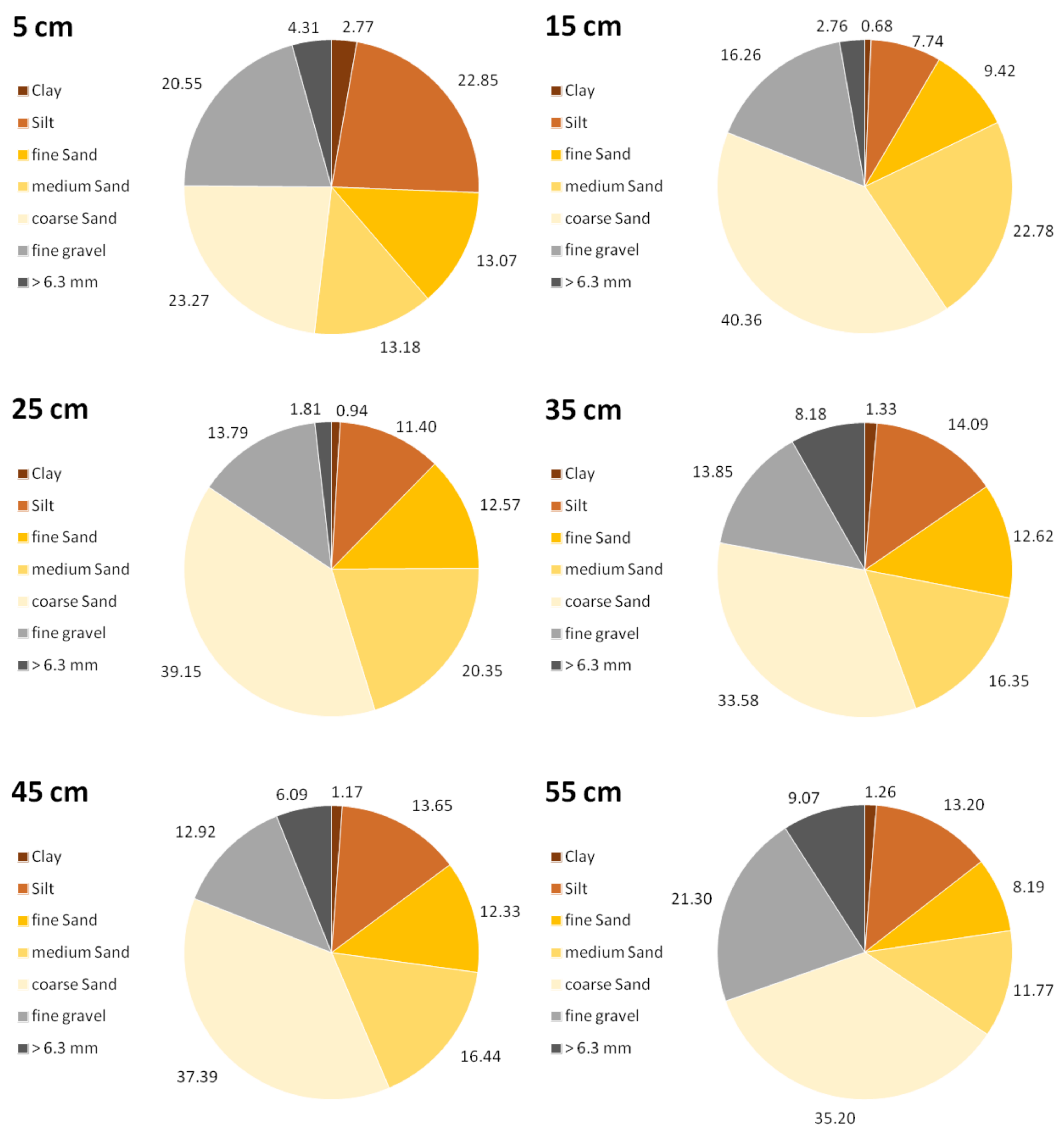 5 cm
Clay
Silt
fine Sand
medium Sand
coarse Sand
fine gravel
> 6.3 mm
2.77
22.85
13.07
13.18
23.27
20.55
4.31
15 cm
Clay
Silt
fine Sand
medium Sand
coarse Sand
fine gravel
> 6.3 mm
0.68
7.74
9.42
22.78
40.36
16.26
2.76
25 cm
Clay
Silt
fine Sand
medium Sand
coarse Sand
fine gravel
> 6.3 mm
0.94
11.40
12.57
20.35
39.15
13.79
1.81
35 cm
Clay
Silt
fine Sand
medium Sand
coarse Sand
fine gravel
> 6.3 mm
1.33
14.09
12.62
16.35
33.58
13.85
8.18
45 cm
Clay
Silt
fine Sand
medium Sand
coarse Sand
fine gravel
> 6.3 mm
1.17
13.65
12.33
16.44
37.39
12.92
6.09
55 cm
Clay
Silt
fine Sand
medium Sand
coarse Sand
fine gravel
> 6.3 mm
1.26
13.20
8.19
11.77
35.20
21.30
9.07